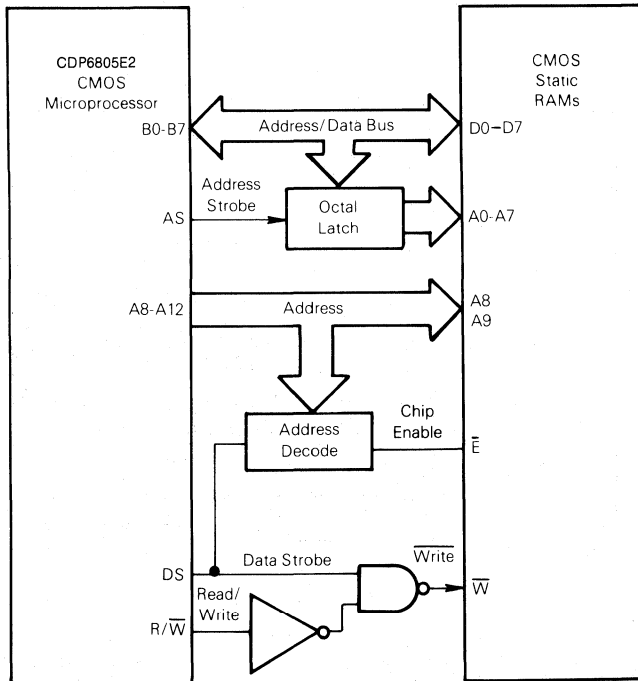 CDP6805E2
CMOS
Microprocessor
CMOS
Static
RAMs
B0-B7
Address/Data Bus
D0-D7
Address
Strobe
AS
Octal
Latch
A0-A7
A8-A12
Address
A8
A9
Address
Decode
Chip
Enable
E̅
DS
Data Strobe
W̅r̅i̅t̅e̅
W̅
Read/
Write
R/W̅